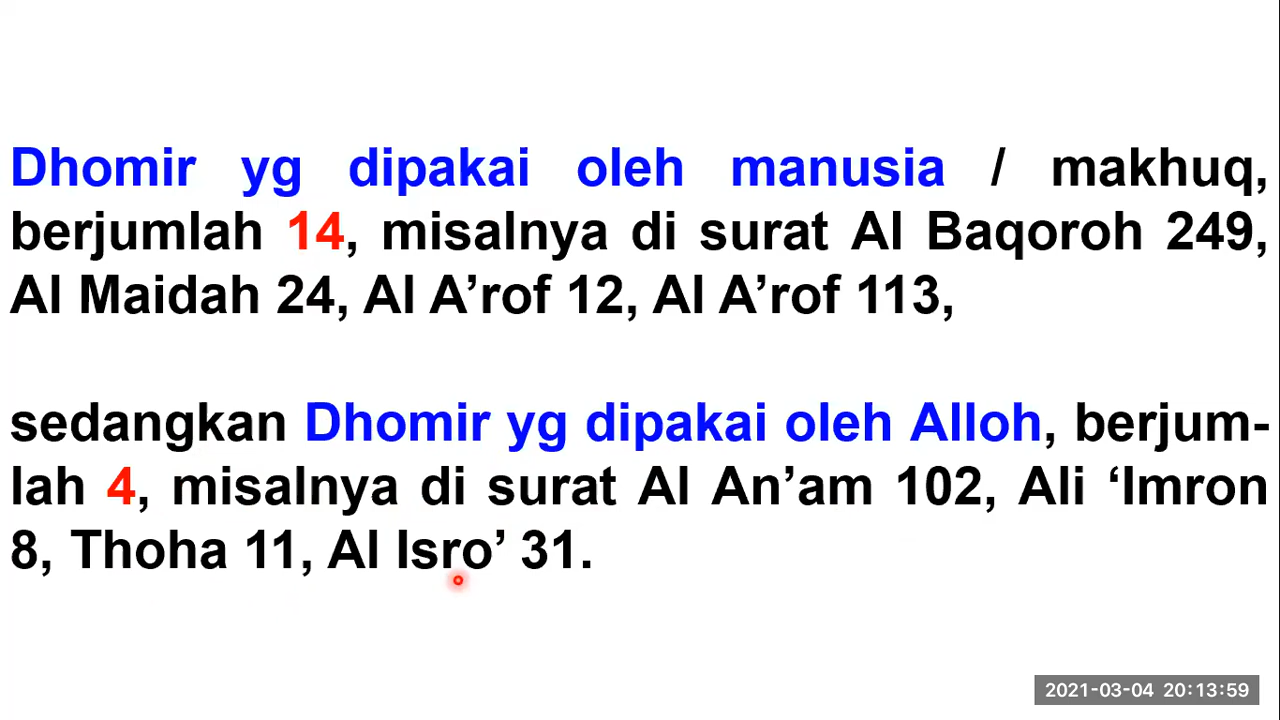 Dhomir yg dipakai oleh manusia / makhuq,
berjumlah 14, misalnya di surat Al Baqoroh 249,
Al Maidah 24, Al A’rof 12, Al A’rof 113,
sedangkan Dhomir yg dipakai oleh Alloh, berjum-
lah 4, misalnya di surat Al An’am 102, Ali ‘Imron
8, Thoha 11, Al Isro’ 31.
2021-03-04 20:13:59